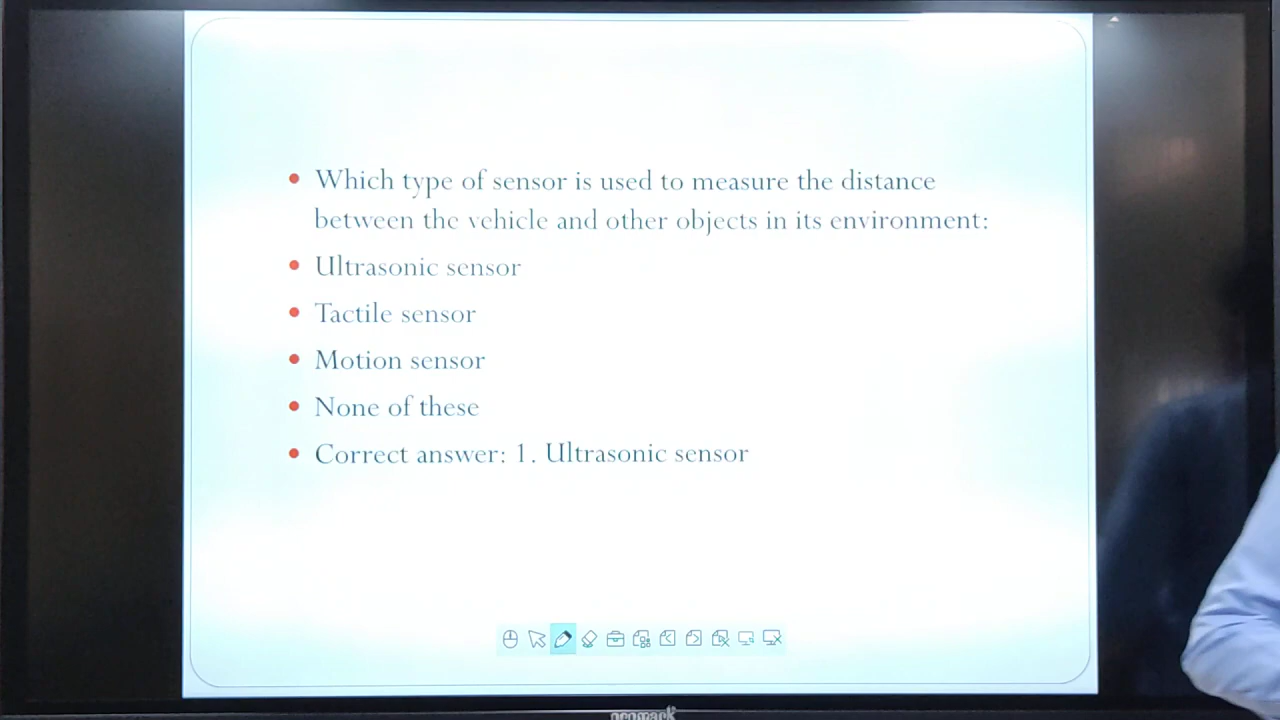 Which type of sensor is used to measure the distance
between the vehicle and other objects in its environment:
Ultrasonic sensor
Tactile sensor
Motion sensor
None of these
Correct answer: 1. Ultrasonic sensor